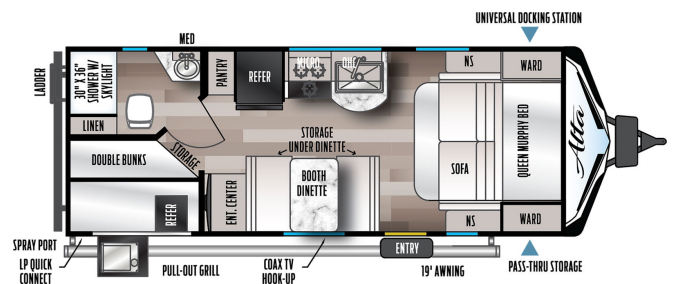 UNIVERSAL DOCKING STATION
MED
LADDER
30" X 36"
SHOWER W/
SKYLIGHT
LINEN
PANTRY
REFER
MICRO
OHC
NS
WARD
DOUBLE BUNKS
STORAGE
STORAGE
UNDER DINETTE
BOOTH
DINETTE
ENT. CENTER
REFER
SOFA
QUEEN MURPHY BED
Alta
NS
WARD
SPRAY PORT
LP QUICK
CONNECT
PULL-OUT GRILL
COAX TV
HOOK-UP
ENTRY
19' AWNING
PASS-THRU STORAGE